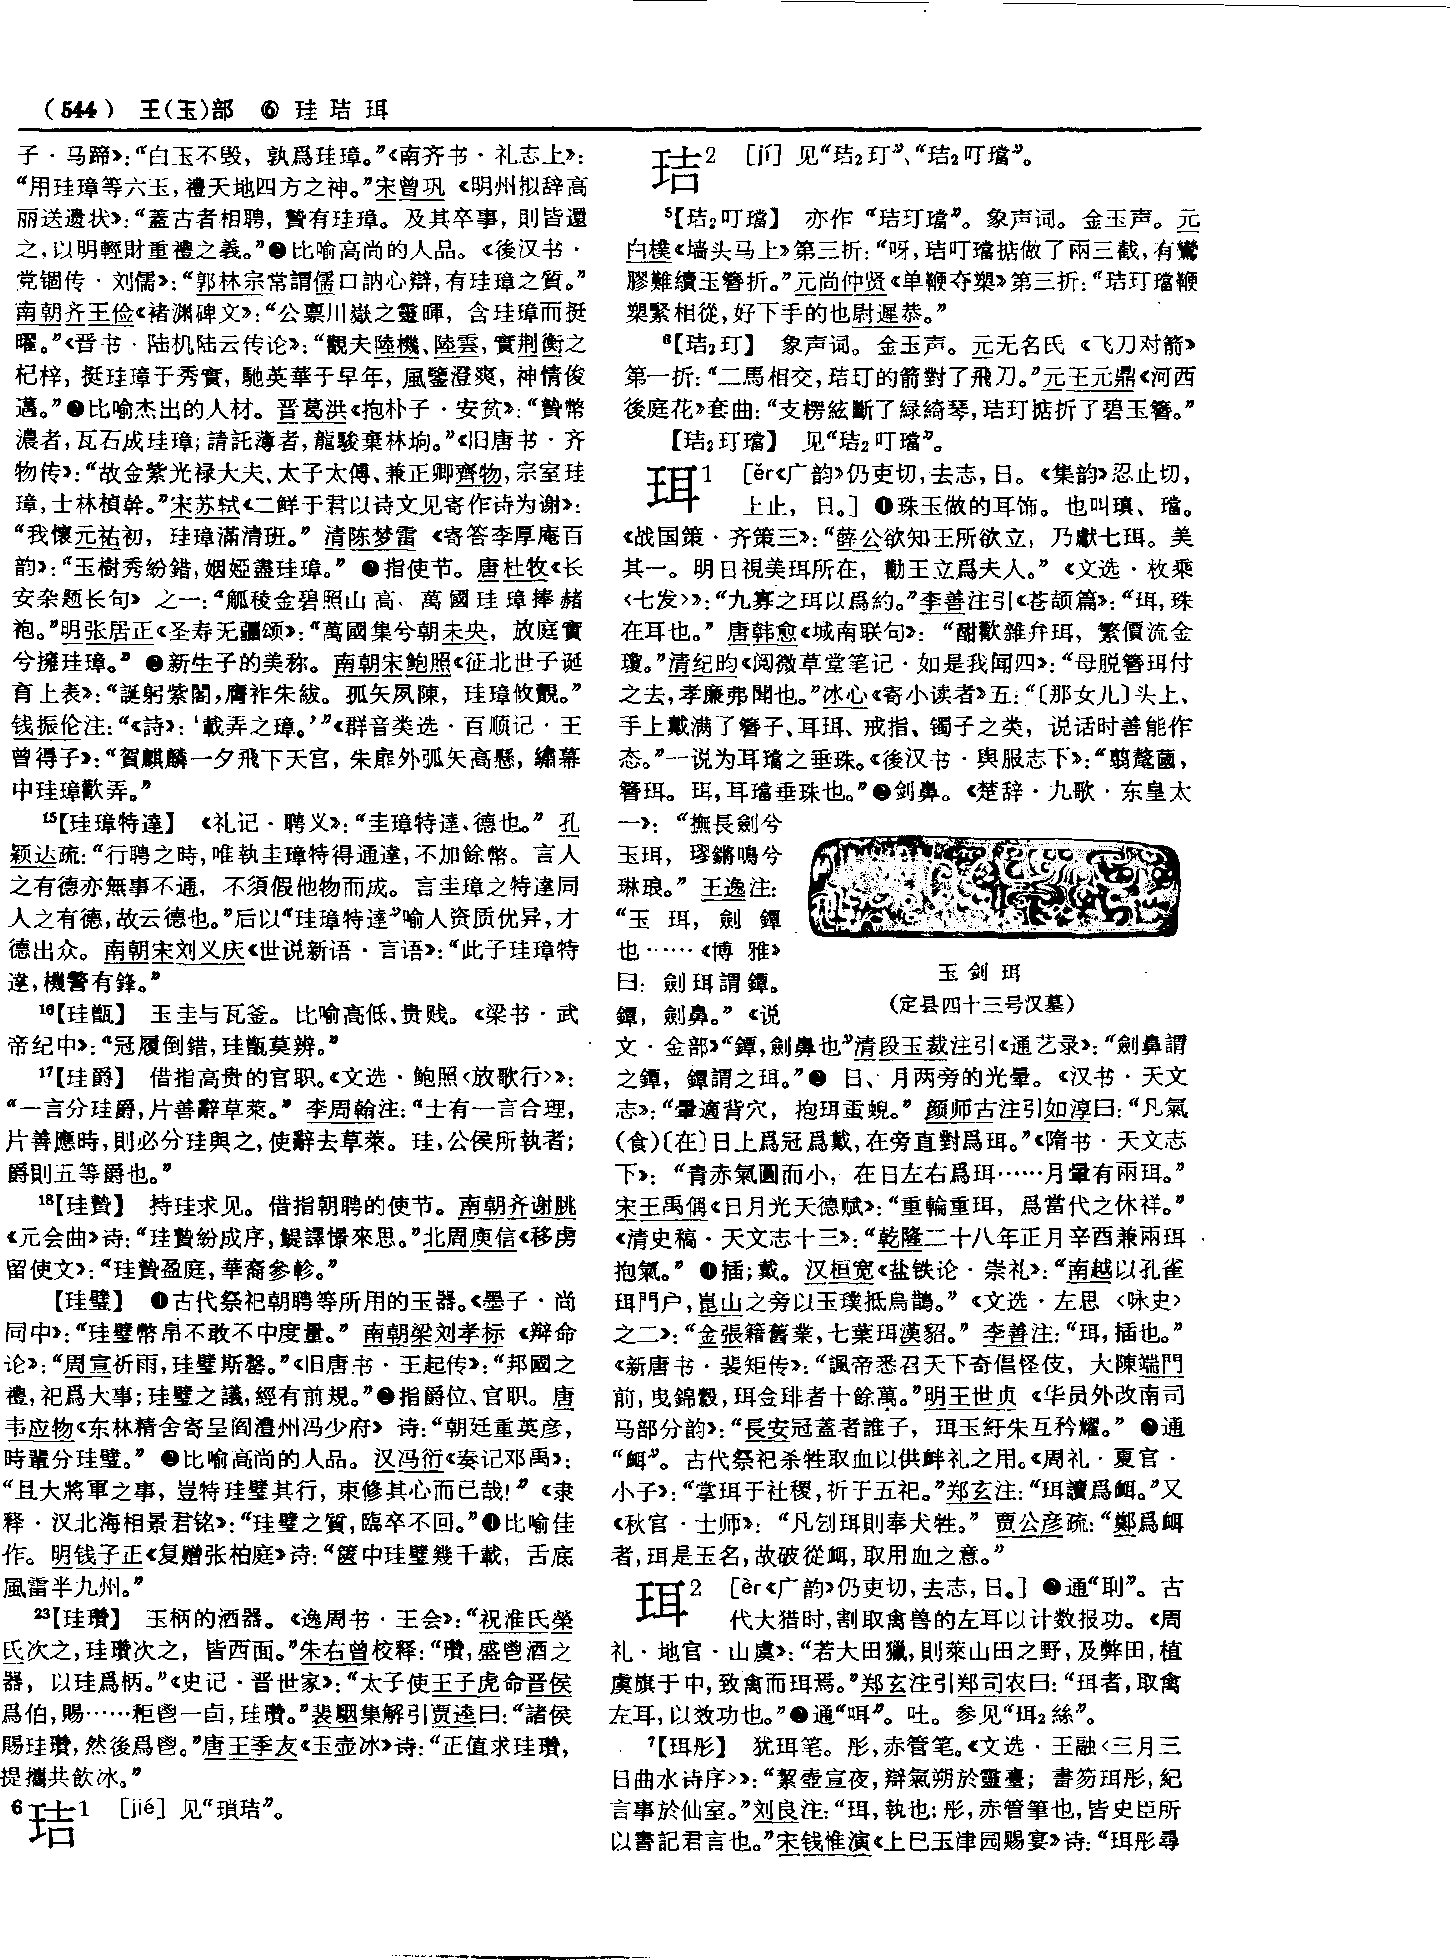 （544） 王(玉)部 ⑥ 珪 琾 珥
子·马蹄》：“白玉不毁，孰爲珪璋。”《南齐书·礼志上》：
“用珪璋等六玉，禮天地四方之神。”宋曾巩《明州拟辞高
丽送遗状》：“蓋古者相聘，贄有珪璋。及其卒事，則皆還
之，以明輕財重禮之義。”❷比喻高尚的人品。《後汉书·
党锢传·刘儒》：“郭林宗常謂儒口訥心辯，有珪璋之質。”
南朝齐王俭《褚渊碑文》：“公禀川嶽之靈暉，含珪璋而挺
曜。”《晋书·陆机陆云传论》：“觀夫陸機、陸雲，實荆衡之
杞梓，挺珪璋于秀實，馳英華于早年，風鑒澄爽，神情俊
邁。”❸比喻杰出的人材。晋葛洪《抱朴子·安贫》：“贄幣
濃者，瓦石成珪璋；請託薄者，龍駿棄林坰。”《旧唐书·齐
物传》：“故金紫光禄大夫、太子太傅、兼正卿齊物，宗室珪
璋，士林楨幹。”宋苏轼《二鲜于君以诗文见寄作诗为谢》：
“我懷元祐初，珪璋滿清班。”清陈梦雷《寄答李厚庵百
韵》：“玉樹秀紛錯，姻婭盡珪璋。”❹指使节。唐杜牧《长
安杂题长句》之一：“觚稜金碧照山高，萬國珪璋捧赭
袍。”明张居正《圣寿无疆颂》：“萬國集兮朝未央，放庭實
兮擁珪璋。”❺新生子的美称。南朝宋鲍照《征北世子诞
育上表》：“誕躬紫閣，膺祚朱紱。孤矢夙陳，珪璋攸觀。”
钱振伦注：“《詩》：‘載弄之璋。’”《群音类选·百顺记·王
曾得子》：“賀麒麟一夕飛下天宫，朱扉外弧矢高懸，繡幕
中珪璋歡弄。”
15【珪璋特達】 《礼记·聘义》：“圭璋特達、德也。”孔
颖达疏：“行聘之時，唯執圭璋特得通達，不加餘幣。言人
之有德亦無事不通，不須假他物而成。言圭璋之特達同
人之有德，故云德也。”后以“珪璋特達”喻人资质优异，才
德出众。南朝宋刘义庆《世说新语·言语》：“此子珪璋特
達，機警有鋒。”
16【珪甑】 玉圭与瓦釜。比喻高低、贵贱。《梁书·武
帝纪中》：“冠履倒錯，珪甑莫辨。”
17【珪爵】 借指高贵的官职。《文选·鲍照〈放歌行〉》：
“一言分珪爵，片善辭草萊。”李周翰注：“士有一言合理，
片善應時，則必分珪與之，使辭去草萊。珪，公侯所執者；
爵則五等爵也。”
18【珪贄】 持珪求见。借指朝聘的使节。南朝齐谢朓
《元会曲》诗：“珪贄紛成序，鯷譯憬來思。”北周庾信《移虏
留使文》：“珪贄盈庭，華裔參軫。”
【珪璧】 ❶古代祭祀朝聘等所用的玉器。《墨子·尚
同中》：“珪璧幣帛不敢不中度量。”南朝梁刘孝标《辩命
论》：“周宣祈雨，珪璧斯罄。”《旧唐书·王起传》：“邦國之
禮，祀爲大事；珪璧之議，經有前規。”❷指爵位、官职。唐
韦应物《东林精舍寄呈阎澧州冯少府》诗：“朝廷重英彦，
時輩分珪璧。”❸比喻高尚的人品。汉冯衍《奏记邓禹》：
“且大將軍之事，豈特珪璧其行，束修其心而已哉！”《隶
释·汉北海相景君铭》：“珪璧之質，臨卒不回。”❹比喻佳
作。明钱子正《复赠张柏庭》诗：“篋中珪璧幾千載，舌底
風雷半九州。”
23【珪瓚】 玉柄的酒器。《逸周书·王会》：“祝淮氏榮
氏次之，珪瓚次之，皆西面。”朱右曾校释：“瓚，盛鬯酒之
器，以珪爲柄。”《史记·晋世家》：“太子使王子虎命晋侯
爲伯，賜……秬鬯一卣，珪瓚。”裴駰集解引賈逵曰：“諸侯
賜珪瓚，然後爲鬯。”唐王季友《玉壶冰》诗：“正值求珪瓚，
提攜共飲冰。”
6 琾1 ［jié］见“瑣琾”。
琾2 ［jí］见“琾₂玎”、“琾₂叮璫”。
5【琾₂叮璫】 亦作“琾玎璫”。象声词。金玉声。元
白樸《墙头马上》第三折：“呀，琾叮璫掂做了兩三截，有鸞
膠難續玉簪折。”元尚仲贤《单鞭夺槊》第三折：“琾玎璫鞭
槊緊相從，好下手的也尉遲恭。”
6【琾₂玎】 象声词。金玉声。元无名氏《飞刀对箭》
第一折：“二馬相交，琾玎的箭對了飛刀。”元王元鼎《河西
後庭花》套曲：“支楞絃斷了緑綺琴，琾玎掂折了碧玉簪。”
【琾₂玎璫】 见“琾₂叮璫”。
珥1 ［ěr《广韵》仍吏切，去志，日。《集韵》忍止切，
上止，日。］❶珠玉做的耳饰。也叫瑱、璫。
《战国策·齐策三》：“薛公欲知王所欲立，乃獻七珥。美
其一。明日視美珥所在，勸王立爲夫人。”《文选·枚乘
〈七发〉》：“九寡之珥以爲約。”李善注引《苍颉篇》：“珥，珠
在耳也。”唐韩愈《城南联句》：“酣歡雜弁珥，繁價流金
瓊。”清纪昀《阅微草堂笔记·如是我闻四》：“母脱簪珥付
之去，孝廉弗聞也。”冰心《寄小读者》五：“〔那女儿〕头上、
手上戴满了簪子、耳珥、戒指、镯子之类，说话时善能作
态。”一说为耳璫之垂珠。《後汉书·舆服志下》：“翦氂蔮，
簪珥。珥，耳璫垂珠也。”❷剑鼻。《楚辞·九歌·东皇太
一》：“撫長劍兮
玉珥，璆鏘鳴兮
琳琅。”王逸注：
“玉珥，劍鐔
也……《博雅》
曰：劍珥謂鐔。
鐔，劍鼻。”《说
玉剑珥
（定县四十三号汉墓）
文·金部》“鐔，劍鼻也”清段玉裁注引《通艺录》：“劍鼻謂
之鐔，鐔謂之珥。”❸日、月两旁的光晕。《汉书·天文
志》：“暈適背穴，抱珥䖝蜺。”颜师古注引如淳曰：“凡氣
(食)〔在〕日上爲冠爲戴，在旁直對爲珥。”《隋书·天文志
下》：“青赤氣圓而小，在日左右爲珥……月暈有兩珥。”
宋王禹偁《日月光天德赋》：“重輪重珥，爲當代之休祥。”
《清史稿·天文志十三》：“乾隆二十八年正月辛酉兼兩珥
抱氣。”❹插；戴。汉桓宽《盐铁论·崇礼》：“南越以孔雀
珥門户，崑山之旁以玉璞抵烏鵲。”《文选·左思〈咏史〉
之二》：“金張籍舊業，七葉珥漢貂。”李善注：“珥，插也。”
《新唐书·裴矩传》：“諷帝悉召天下奇倡怪伎，大陳端門
前，曳錦縠，珥金琲者十餘萬。”明王世贞《华员外改南司
马部分韵》：“長安冠蓋者誰子，珥玉紆朱互矜耀。”❺通
“衈”。古代祭祀杀牲取血以供衅礼之用。《周礼·夏官·
小子》：“掌珥于社稷，祈于五祀。”郑玄注：“珥讀爲衈。”又
《秋官·士师》：“凡刉珥則奉犬牲。”贾公彦疏：“鄭爲衈
者，珥是玉名，故破從衈，取用血之意。”
珥2 ［èr《广韵》仍吏切，去志，日。］❶通“刵”。古
代大猎时，割取禽兽的左耳以计数报功。《周
礼·地官·山虞》：“若大田獵，則萊山田之野，及弊田，植
虞旗于中，致禽而珥焉。”郑玄注引郑司农曰：“珥者，取禽
左耳，以效功也。”❷通“咡”。吐。参见“珥₂絲”。
7【珥彤】 犹珥笔。彤，赤管笔。《文选·王融〈三月三
日曲水诗序〉》：“絜壺宣夜，辯氣朔於靈臺；書笏珥彤，紀
言事於仙室。”刘良注：“珥，執也；彤，赤管筆也，皆史臣所
以書記君言也。”宋钱惟演《上巳玉津园赐宴》诗：“珥彤尋